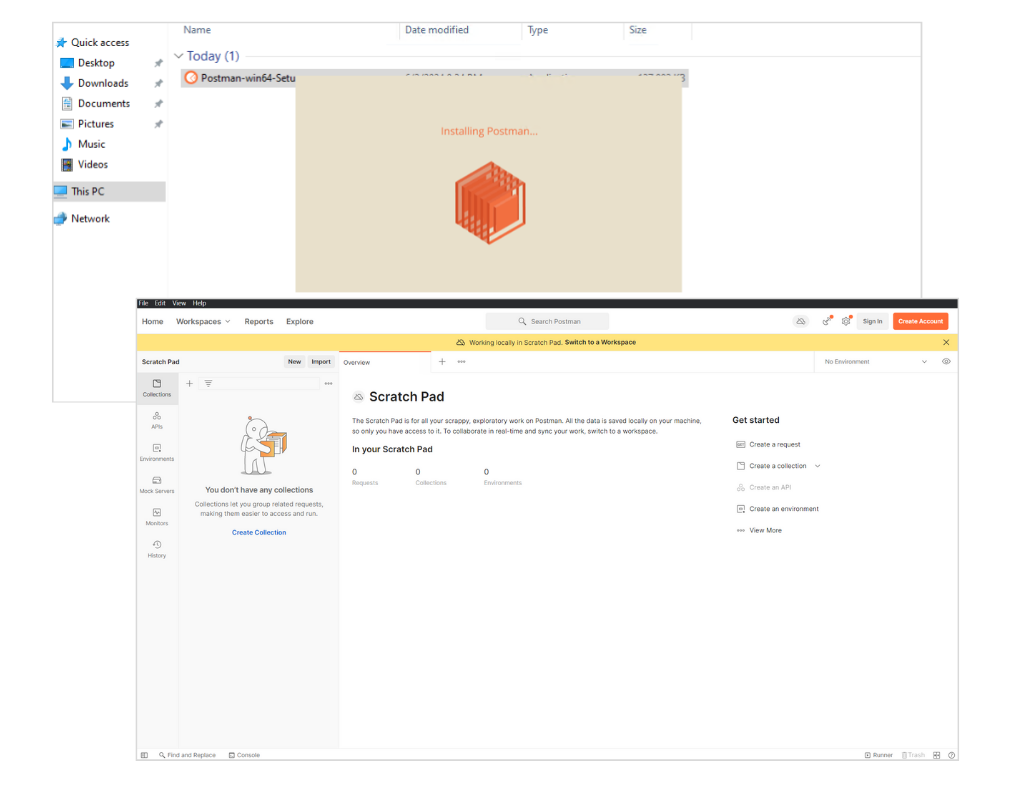 Name Date modified Type Size
Quick access
Today (1)
Desktop
Postman-win64-Setu
Downloads
Documents
Pictures
Music
Videos
This PC
Network
Installing Postman...
File Edit View Help
Home Workspaces Reports Explore Search Postman Sign In Create Account
Working locally in Scratch Pad. Switch to a Workspace
Scratch Pad New Import Overview No Environment
Collections
APIs
Environments
Mock Servers
Monitors
History
You don't have any collections
Collections let you group related requests,
making them easier to access and run.
Create Collection
Scratch Pad
The Scratch Pad is for all your scrappy, exploratory work on Postman. All the data is saved locally on your machine,
so only you have access to it. To collaborate in real-time and sync your work, switch to a workspace.
In your Scratch Pad
0 0 0
Requests Collections Environments
Get started
Create a request
Create a collection
Create an API
Create an environment
View More
Find and Replace Console Runner Trash